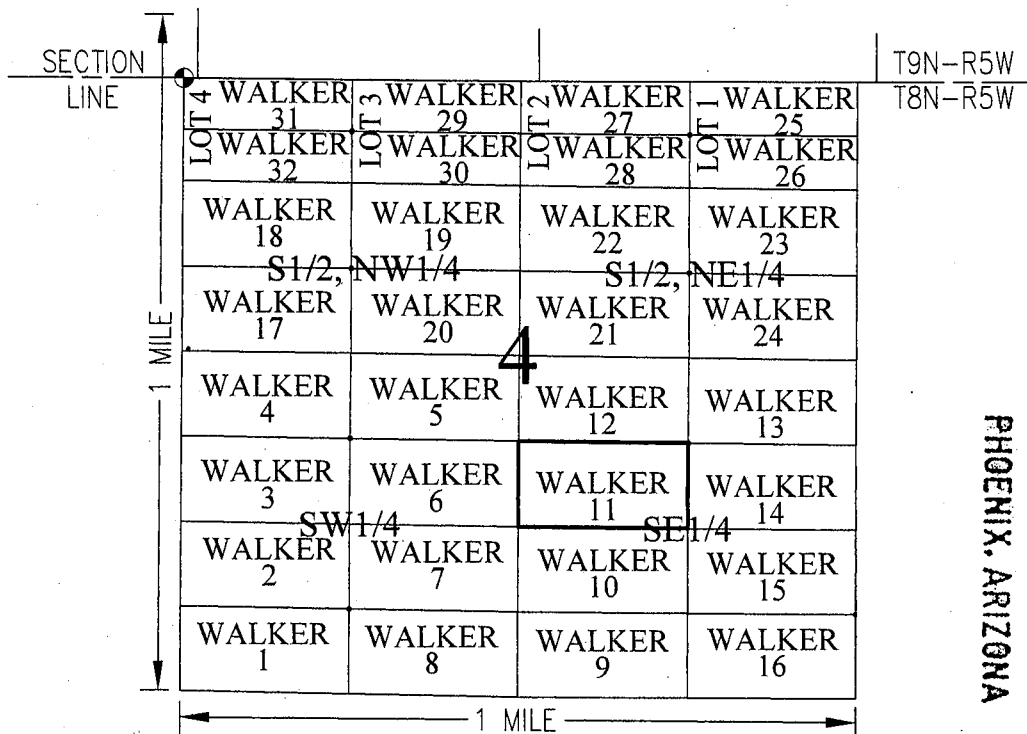 SECTION
LINE
T9N-R5W
T8N-R5W
LOT 4
WALKER
31
LOT 3
WALKER
29
LOT 2
WALKER
27
LOT 1
WALKER
25
WALKER
32
WALKER
30
WALKER
28
WALKER
26
WALKER
18
WALKER
19
WALKER
22
WALKER
23
S1/2, NW1/4
S1/2, NE1/4
WALKER
17
WALKER
20
WALKER
21
WALKER
24
4
1 MILE
WALKER
4
WALKER
5
WALKER
12
WALKER
13
WALKER
3
WALKER
6
WALKER
11
WALKER
14
SW1/4
SE1/4
WALKER
2
WALKER
7
WALKER
10
WALKER
15
WALKER
1
WALKER
8
WALKER
9
WALKER
16
1 MILE
PHOENIX, ARIZONA